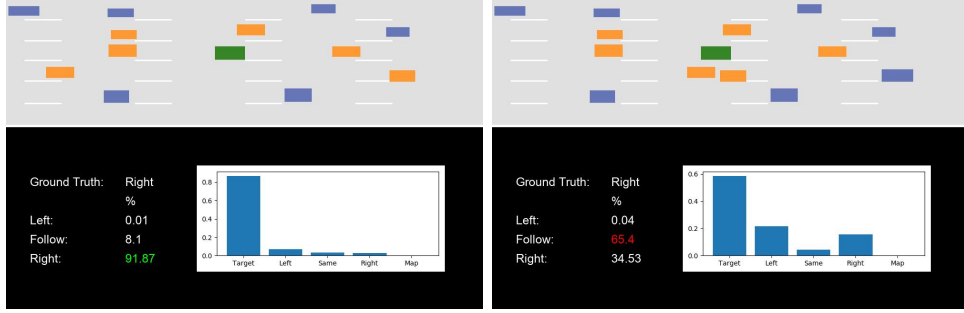 Ground Truth: Right
%
Left: 0.01
Follow: 8.1
Right: 91.87
0.8
0.6
0.4
0.2
0.0
Target Left Same Right Map
Ground Truth: Right
%
Left: 0.04
Follow: 65.4
Right: 34.53
0.6
0.4
0.2
0.0
Target Left Same Right Map